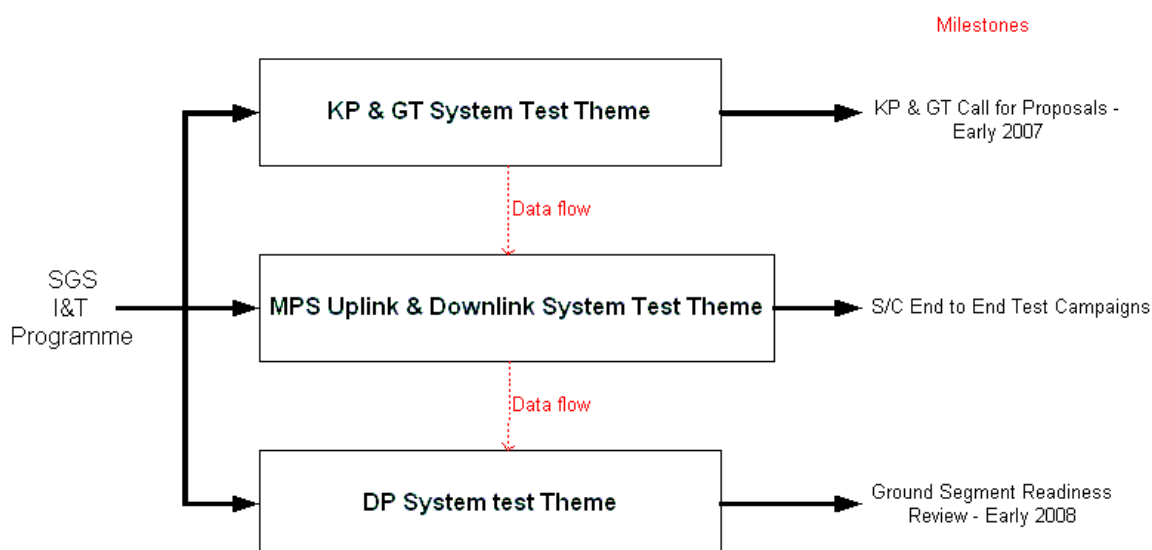 Milestones
KP & GT System Test Theme
KP & GT Call for Proposals -
Early 2007
Data flow
SGS
I&T
Programme
MPS Uplink & Downlink System Test Theme
S/C End to End Test Campaigns
Data flow
DP System test Theme
Ground Segment Readiness
Review - Early 2008